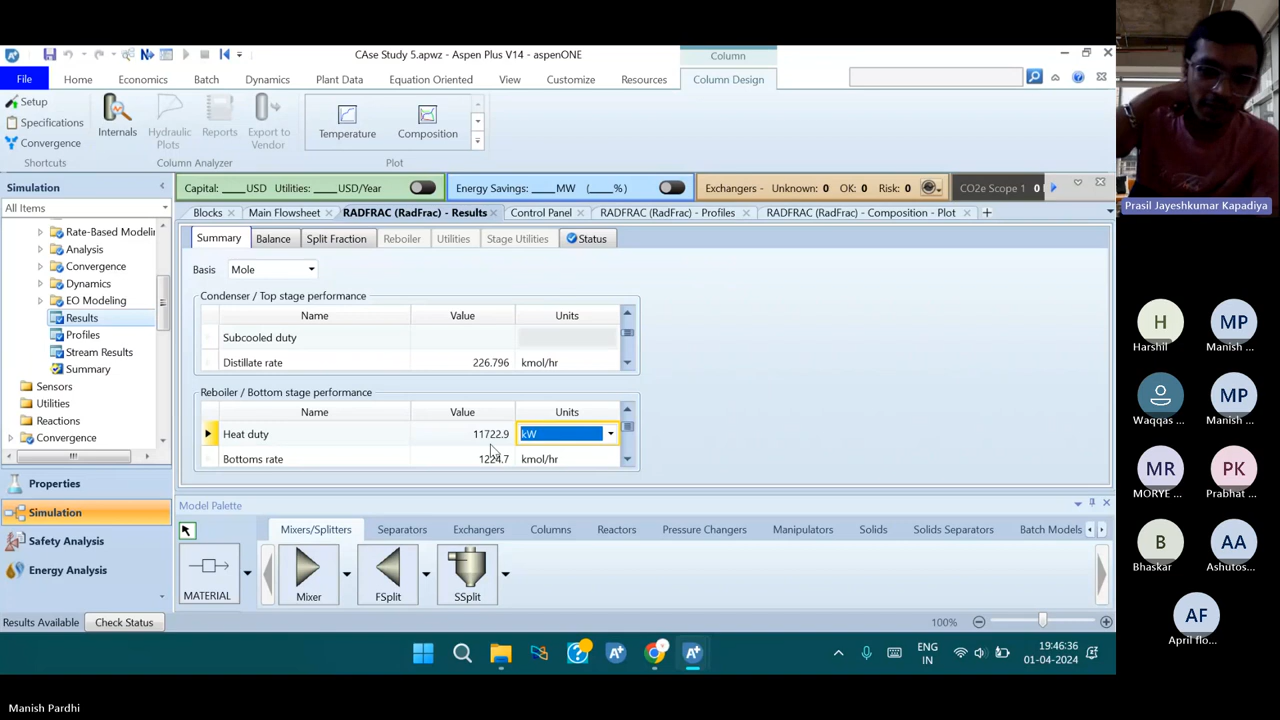 CAse Study-5.apwz - Aspen Plus V14 - aspenONE
Column
File Home Economics Batch Dynamics Plant Data Equation Oriented View Customize Resources Column Design
Setup
Specifications
Convergence
Shortcuts
Internals
Hydraulic Plots
Reports
Export to Vendor
Column Analyzer
Temperature
Composition
Plot
Simulation
Capital: ____USD Utilities: ____USD/Year
Energy Savings: ____MW (____%)
Exchangers - Unknown: 0 OK: 0 Risk: 0
CO2e Scope 1 0
All Items
Blocks Main Flowsheet RADFRAC (RadFrac) - Results Control Panel RADFRAC (RadFrac) - Profiles RADFRAC (RadFrac) - Composition - Plot
Rate-Based Modelin
Analysis
Convergence
Dynamics
EO Modeling
Results
Profiles
Stream Results
Summary
Sensors
Utilities
Reactions
Convergence
Summary Balance Split Fraction Reboiler Utilities Stage Utilities Status
Basis Mole
Condenser / Top stage performance
Name Value Units
Subcooled duty
Distillate rate 226.796 kmol/hr
Reboiler / Bottom stage performance
Name Value Units
Heat duty 11722.9 kW
Bottoms rate 1224.7 kmol/hr
Properties
Simulation
Safety Analysis
Energy Analysis
Model Palette
Mixers/Splitters Separators Exchangers Columns Reactors Pressure Changers Manipulators Solids Solids Separators Batch Models
MATERIAL
Mixer
FSplit
SSplit
Results Available Check Status
100%
ENG
IN
19:46:36
01-04-2024
Prasil Jayeshkumar Kapadiya
H
Harshil
MP
Manish ...
Waqqas ...
MP
Manish ...
MR
MORYE ...
PK
Prabhat ...
B
Bhaskar
AA
Ashutos...
AF
April flo...
Manish Pardhi